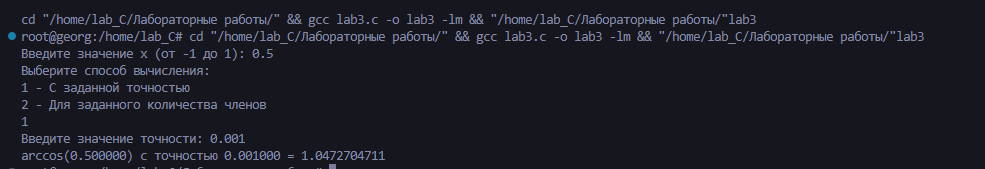 cd "/home/lab_C/Лабораторные работы/" && gcc lab3.c -o lab3 -lm && "/home/lab_C/Лабораторные работы/"lab3
root@georg:/home/lab_C# cd "/home/lab_C/Лабораторные работы/" && gcc lab3.c -o lab3 -lm && "/home/lab_C/Лабораторные работы/"lab3
Введите значение x (от -1 до 1): 0.5
Выберите способ вычисления:
1 - С заданной точностью
2 - Для заданного количества членов
1
Введите значение точности: 0.001
arccos(0.500000) с точностью 0.001000 = 1.0472704711